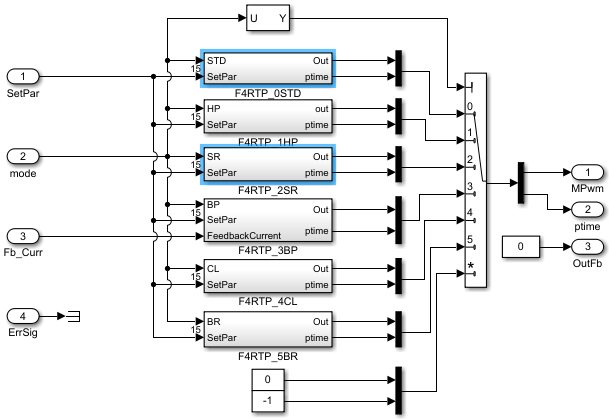 U Y
1
SetPar
STD Out
15
SetPar ptime
F4RTP_0STD
HP out
15
SetPar ptime
F4RTP_1HP
2
mode
SR Out
15
SetPar ptime
F4RTP_2SR
BP Out
15
SetPar
FeedbackCurrent ptime
F4RTP_3BP
3
Fb_Curr
CL Out
15
SetPar ptime
F4RTP_4CL
4
ErrSig
BR Out
15
SetPar ptime
F4RTP_5BR
0
-1
0
1
2
3
4
5
*
1
MPwm
2
ptime
0
3
OutFb